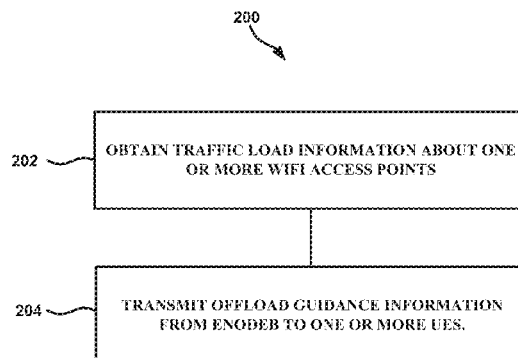 200
202
OBTAIN TRAFFIC LOAD INFORMATION ABOUT ONE
OR MORE WIFI ACCESS POINTS
204
TRANSMIT OFFLOAD GUIDANCE INFORMATION
FROM ENODEB TO ONE OR MORE UES.